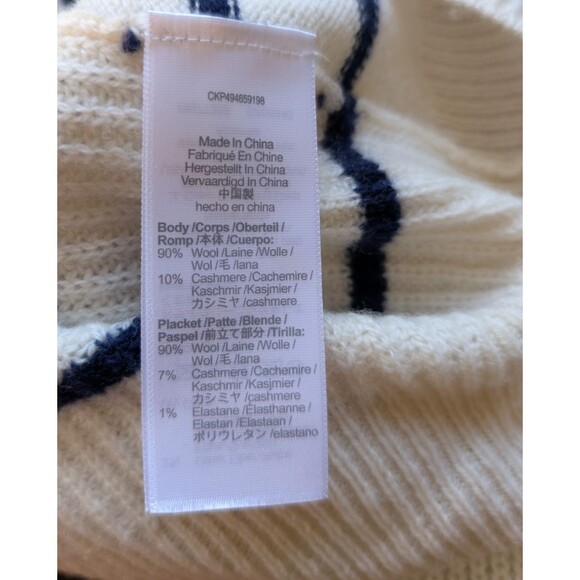 CKP494659198
Made In China
Fabriqué En Chine
Hergestellt In China
Vervaardigd In China
中国製
hecho en china
Body /Corps /Oberteil /
Romp /本体 /Cuerpo:
90% Wool /Laine /Wolle /
Wol /毛 /lana
10% Cashmere /Cachemire /
Kaschmir /Kasjmier /
カシミヤ /cashmere
Placket /Patte /Blende /
Paspel /前立て部分 /Tirilla:
90% Wool /Laine /Wolle /
Wol /毛 /lana
7% Cashmere /Cachemire /
Kaschmir /Kasjmier /
カシミヤ /cashmere
1% Elastane /Élasthanne /
Elastan /Elastaan /
ポリウレタン /elastano